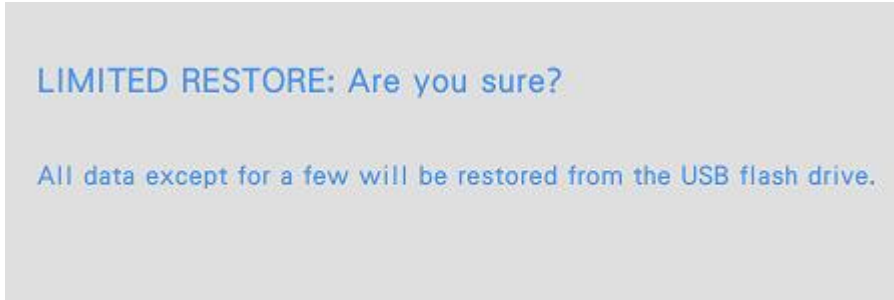 LIMITED RESTORE: Are you sure?
All data except for a few will be restored from the USB flash drive.